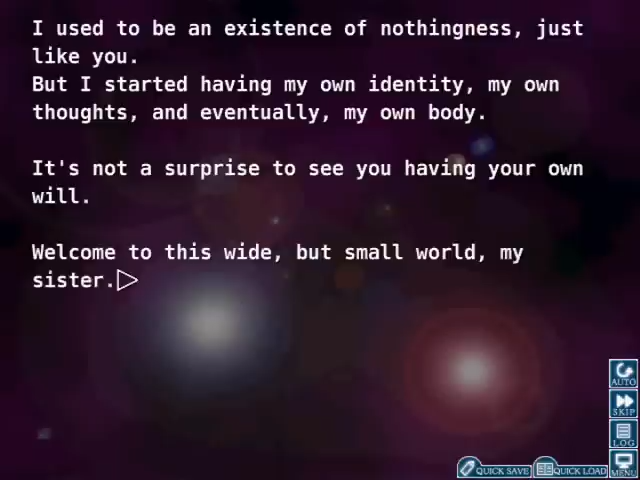 I used to be an existence of nothingness, just
like you.
But I started having my own identity, my own
thoughts, and eventually, my own body.
It's not a surprise to see you having your own
will.
Welcome to this wide, but small world, my
sister.
AUTO
SKIP
LOG
QUICK SAVE
QUICK LOAD
MENU